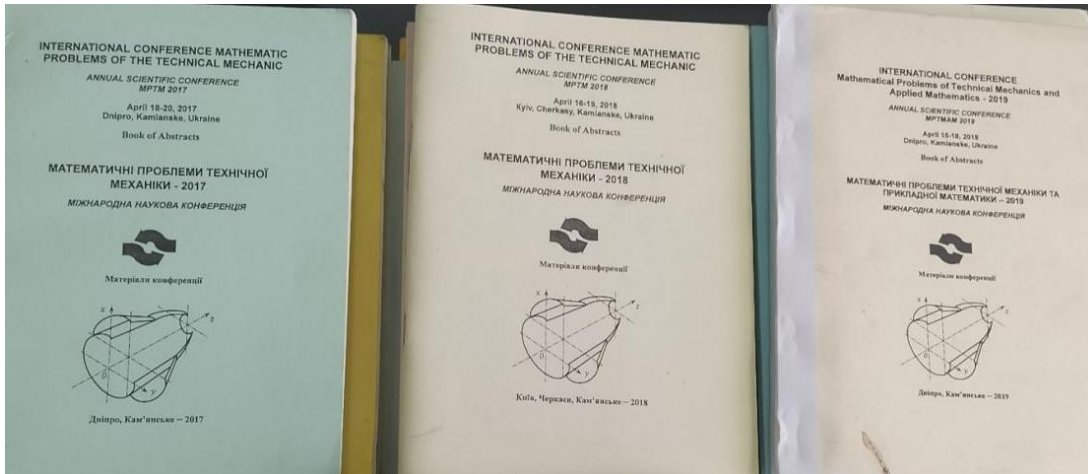 INTERNATIONAL CONFERENCE MATHEMATIC
PROBLEMS OF THE TECHNICAL MECHANIC
ANNUAL SCIENTIFIC CONFERENCE
MPTM 2017
April 18-20, 2017
Dnipro, Kamianske, Ukraine
Book of Abstracts
МАТЕМАТИЧНІ ПРОБЛЕМИ ТЕХНІЧНОЇ
МЕХАНІКИ - 2017
МІЖНАРОДНА НАУКОВА КОНФЕРЕНЦІЯ
Матеріали конференції
x
z
0
y
Дніпро, Кам'янське – 2017
INTERNATIONAL CONFERENCE MATHEMATIC
PROBLEMS OF THE TECHNICAL MECHANIC
ANNUAL SCIENTIFIC CONFERENCE
MPTM 2018
April 16-19, 2018
Kyiv, Cherkasy, Kamianske, Ukraine
Book of Abstracts
МАТЕМАТИЧНІ ПРОБЛЕМИ ТЕХНІЧНОЇ
МЕХАНІКИ - 2018
МІЖНАРОДНА НАУКОВА КОНФЕРЕНЦІЯ
Матеріали конференції
x
z
0
y
Київ, Черкаси, Кам'янське – 2018
INTERNATIONAL CONFERENCE
Mathematical Problems of Technical Mechanics and
Applied Mathematics - 2019
ANNUAL SCIENTIFIC CONFERENCE
MPTMAM 2019
April 15-18, 2019
Dnipro, Kamianske, Ukraine
Book of Abstracts
МАТЕМАТИЧНІ ПРОБЛЕМИ ТЕХНІЧНОЇ МЕХАНІКИ ТА
ПРИКЛАДНОЇ МАТЕМАТИКИ – 2019
МІЖНАРОДНА НАУКОВА КОНФЕРЕНЦІЯ
Матеріали конференції
x
z
0
y
Дніпро, Кам'янське – 2019